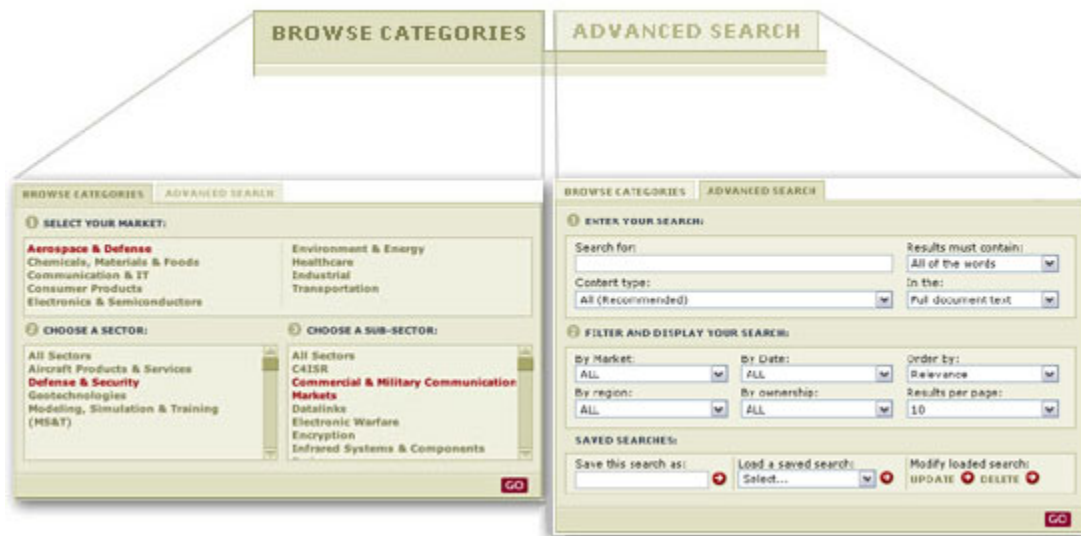 BROWSE CATEGORIES
ADVANCED SEARCH
BROWSE CATEGORIES
ADVANCED SEARCH
1 SELECT YOUR MARKET:
Aerospace & Defense
Chemicals, Materials & Foods
Communication & IT
Consumer Products
Electronics & Semiconductors
Environment & Energy
Healthcare
Industrial
Transportation
2 CHOOSE A SECTOR:
All Sectors
Aircraft Products & Services
Defense & Security
Geotechnologies
Modeling, Simulation & Training
(MS&T)
3 CHOOSE A SUB-SECTOR:
All Sectors
C4ISR
Commercial & Military Communication
Markets
Datalinks
Electronic Warfare
Encryption
Infrared Systems & Components
GO
BROWSE CATEGORIES
ADVANCED SEARCH
1 ENTER YOUR SEARCH:
Search for:
Results must contain:
All of the words
Content type:
All (Recommended)
In the:
Full document text
2 FILTER AND DISPLAY YOUR SEARCH:
By Market:
ALL
By Date:
ALL
Order by:
Relevance
By region:
ALL
By ownership:
ALL
Results per page:
10
SAVED SEARCHES:
Save this search as:
Load a saved search:
Select...
Modify loaded search:
UPDATE DELETE
GO